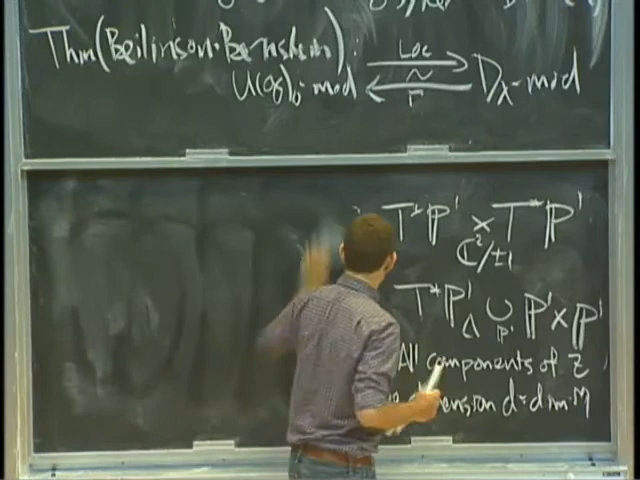 Thm (Beilinson-Bernstein):
Loc
U(𝔤)₀-mod ⇄ D_X-mod
~
Γ
T*ℙ¹ × T*ℙ¹
ℂ²/±1
T*ℙ¹ ∪ ℙ¹×ℙ¹
Δ ℙ¹
All components of Z
dimension d=dim M